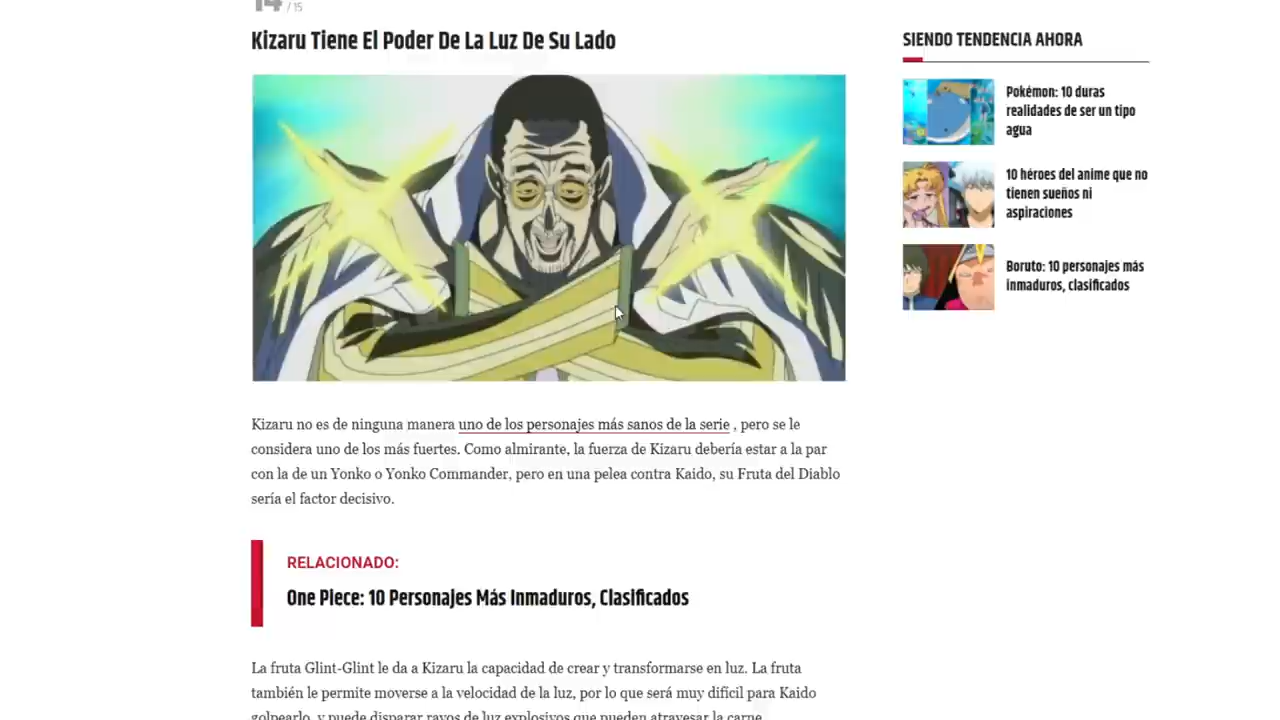 14 / 15
Kizaru Tiene El Poder De La Luz De Su Lado
Kizaru no es de ninguna manera uno de los personajes más sanos de la serie , pero se le
considera uno de los más fuertes. Como almirante, la fuerza de Kizaru debería estar a la par
con la de un Yonko o Yonko Commander, pero en una pelea contra Kaido, su Fruta del Diablo
sería el factor decisivo.
RELACIONADO:
One Piece: 10 Personajes Más Inmaduros, Clasificados
La fruta Glint-Glint le da a Kizaru la capacidad de crear y transformarse en luz. La fruta
también le permite moverse a la velocidad de la luz, por lo que será muy difícil para Kaido
golpearlo, y puede disparar rayos de luz explosivos que pueden atravesar la carne.
SIENDO TENDENCIA AHORA
Pokémon: 10 duras
realidades de ser un tipo
agua
10 héroes del anime que no
tienen sueños ni
aspiraciones
Boruto: 10 personajes más
inmaduros, clasificados